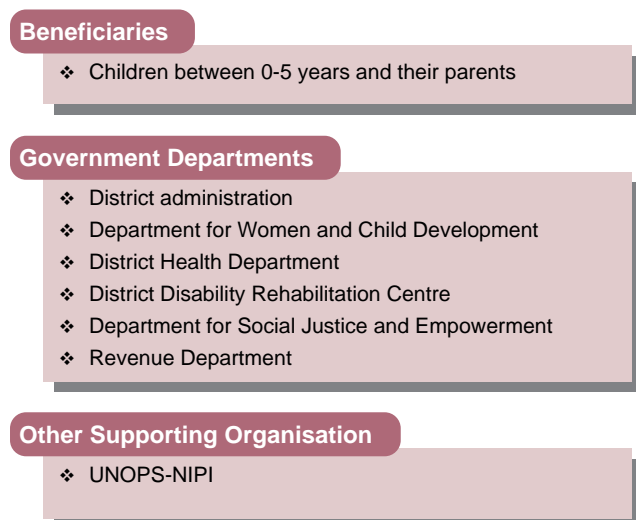 Beneficiaries
❖ Children between 0-5 years and their parents
Government Departments
❖ District administration
❖ Department for Women and Child Development
❖ District Health Department
❖ District Disability Rehabilitation Centre
❖ Department for Social Justice and Empowerment
❖ Revenue Department
Other Supporting Organisation
❖ UNOPS-NIPI